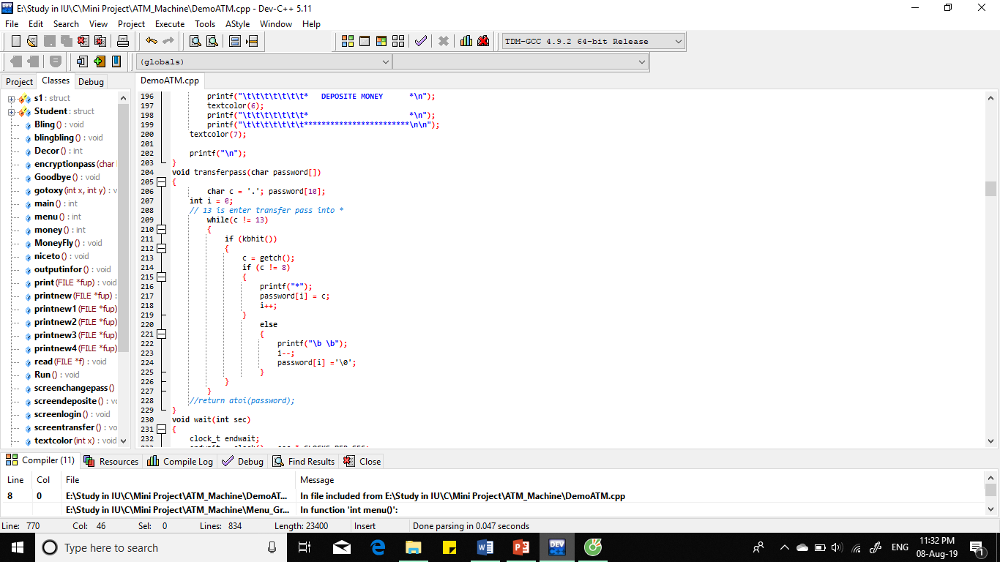 E:\Study in IU\C\Mini Project\ATM_Machine\DemoATM.cpp - Dev-C++ 5.11
File Edit Search View Project Execute Tools AStyle Window Help
TDM-GCC 4.9.2 64-bit Release
(globals)
Project Classes Debug
DemoATM.cpp
s1 : struct
Student : struct
Bling () : void
blingbling () : void
Decor () : int
encryptionpass (char
Goodbye () : void
gotoxy (int x, int y) : v
main () : int
menu () : int
money () : int
MoneyFly () : void
niceto () : void
outputinfor () : void
print (FILE *fup) : void
printnew (FILE *fup) :
printnew1 (FILE *fup)
printnew2 (FILE *fup)
printnew3 (FILE *fup)
printnew4 (FILE *fup)
read (FILE *f) : void
Run () : void
screenchangepass ()
screendeposite () : vo
screenlogin () : void
screentransfer () : vo
textcolor (int x) : void
196 printf("\t\t\t\t\t\t\t*   DEPOSITE MONEY      *\n");
197 textcolor(6);
198 printf("\t\t\t\t\t\t\t*                       *\n");
199 printf("\t\t\t\t\t\t\t************************\n\n");
200 textcolor(7);
201
202 printf("\n");
203 }
204 void transferpass(char password[])
205 {
206 char c = '.'; password[10];
207 int i = 0;
208 // 13 is enter transfer pass into *
209 while(c != 13)
210 {
211 if (kbhit())
212 {
213 c = getch();
214 if (c != 8)
215 {
216 printf("*");
217 password[i] = c;
218 i++;
219 }
220 else
221 {
222 printf("\b \b");
223 i--;
224 password[i] ='\0';
225 }
226 }
227 }
228 //return atoi(password);
229 }
230 void wait(int sec)
231 {
232 clock_t endwait;
Compiler (11) Resources Compile Log Debug Find Results Close
Line Col File Message
8 0 E:\Study in IU\C\Mini Project\ATM_Machine\DemoAT... In file included from E:\Study in IU\C\Mini Project\ATM_Machine\DemoATM.cpp
E:\Study in IU\C\Mini Project\ATM_Machine\Menu_Gr... In function 'int menu()':
Line: 770 Col: 46 Sel: 0 Lines: 834 Length: 23400 Insert Done parsing in 0.047 seconds
Type here to search
DEV
ENG
11:32 PM
08-Aug-19
1